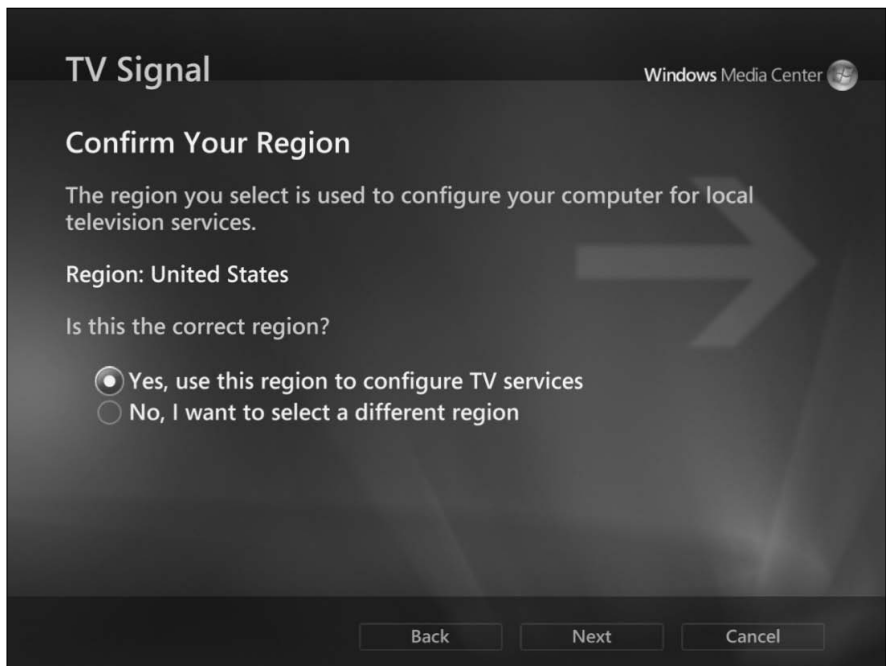 TV Signal
Windows Media Center
Confirm Your Region
The region you select is used to configure your computer for local
television services.
Region: United States
Is this the correct region?
Yes, use this region to configure TV services
No, I want to select a different region
Back
Next
Cancel